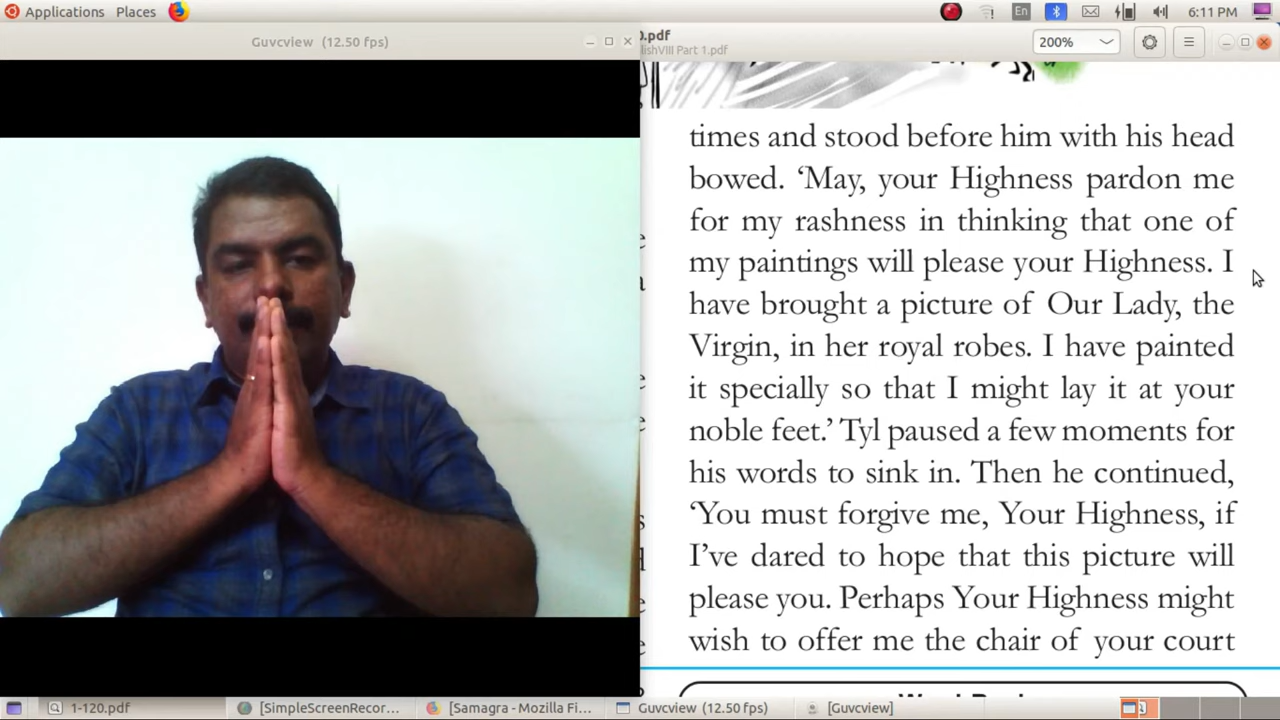 Applications Places
En
6:11 PM
Guvcview (12.50 fps)
0.pdf
lishVIII Part 1.pdf
200%
times and stood before him with his head
bowed. ‘May, your Highness pardon me
for my rashness in thinking that one of
my paintings will please your Highness. I
have brought a picture of Our Lady, the
Virgin, in her royal robes. I have painted
it specially so that I might lay it at your
noble feet.’ Tyl paused a few moments for
his words to sink in. Then he continued,
‘You must forgive me, Your Highness, if
I’ve dared to hope that this picture will
please you. Perhaps Your Highness might
wish to offer me the chair of your court
1-120.pdf
[SimpleScreenRecor...
[Samagra - Mozilla Fi...
Guvcview (12.50 fps)
[Guvcview]